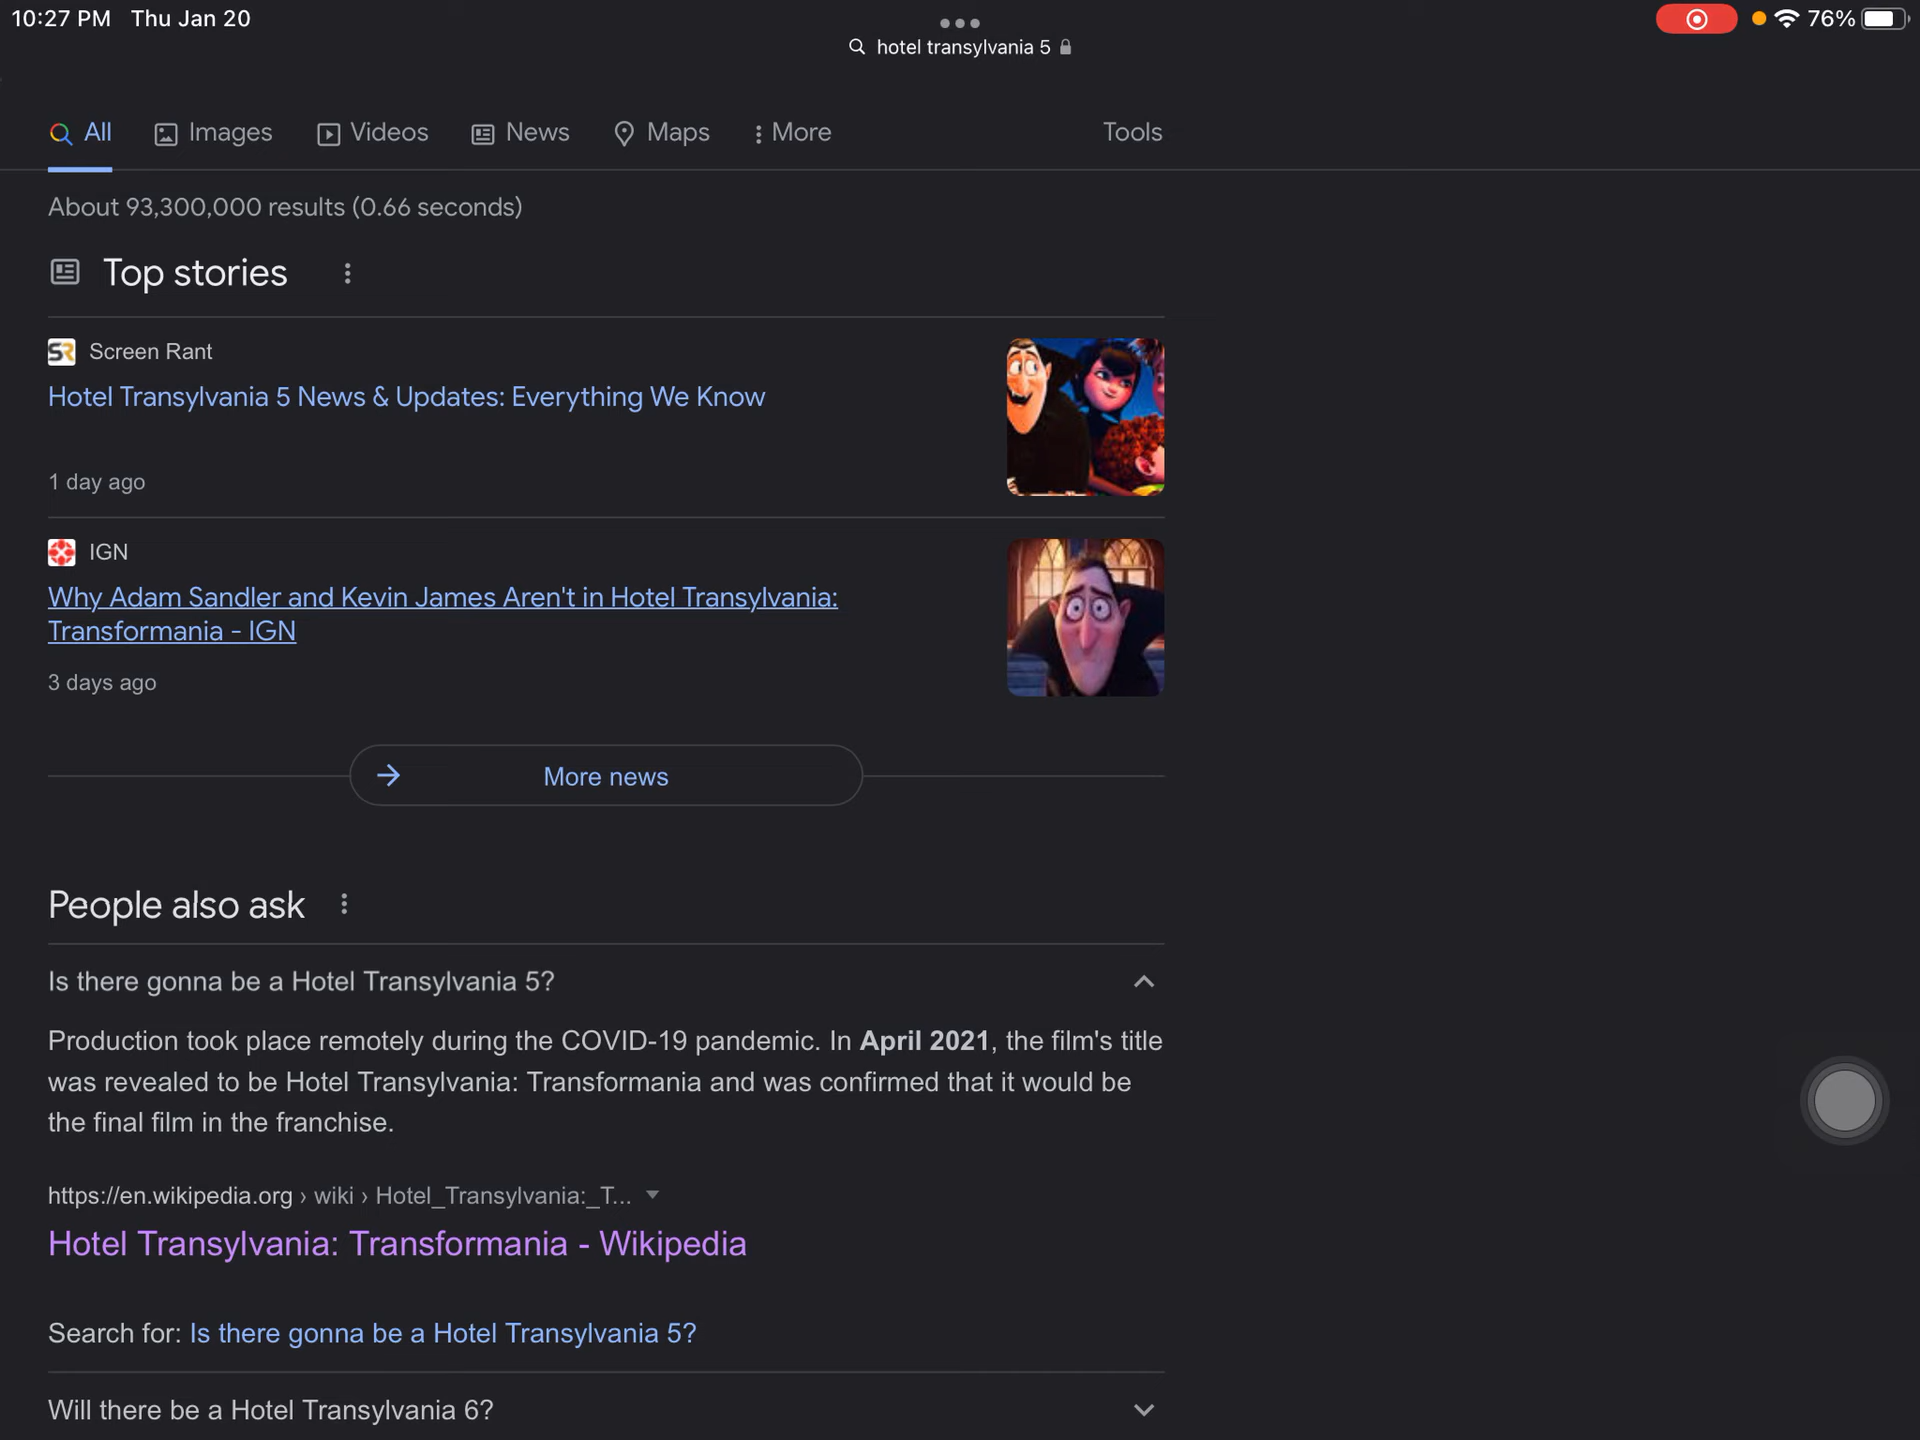 10:27 PM Thu Jan 20
76%
hotel transylvania 5
All Images Videos News Maps More Tools
About 93,300,000 results (0.66 seconds)
Top stories
Screen Rant
Hotel Transylvania 5 News & Updates: Everything We Know
1 day ago
IGN
Why Adam Sandler and Kevin James Aren't in Hotel Transylvania:
Transformania - IGN
3 days ago
More news
People also ask
Is there gonna be a Hotel Transylvania 5?
Production took place remotely during the COVID-19 pandemic. In April 2021, the film's title
was revealed to be Hotel Transylvania: Transformania and was confirmed that it would be
the final film in the franchise.
https://en.wikipedia.org › wiki › Hotel_Transylvania:_T...
Hotel Transylvania: Transformania - Wikipedia
Search for: Is there gonna be a Hotel Transylvania 5?
Will there be a Hotel Transylvania 6?